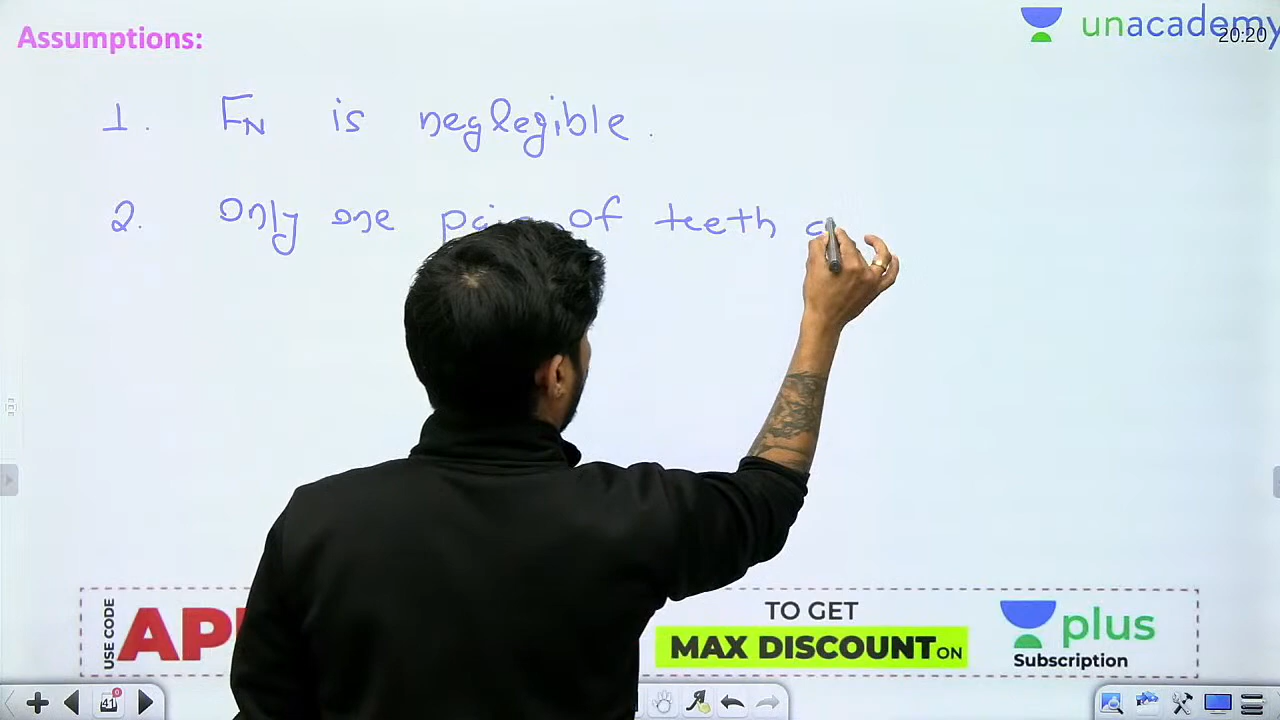 Assumptions:
unacademy
20:20
1. FN is neglegible.
2. Only one of teeth
USE CODE
TO GET
MAX DISCOUNT ON
plus
Subscription
41